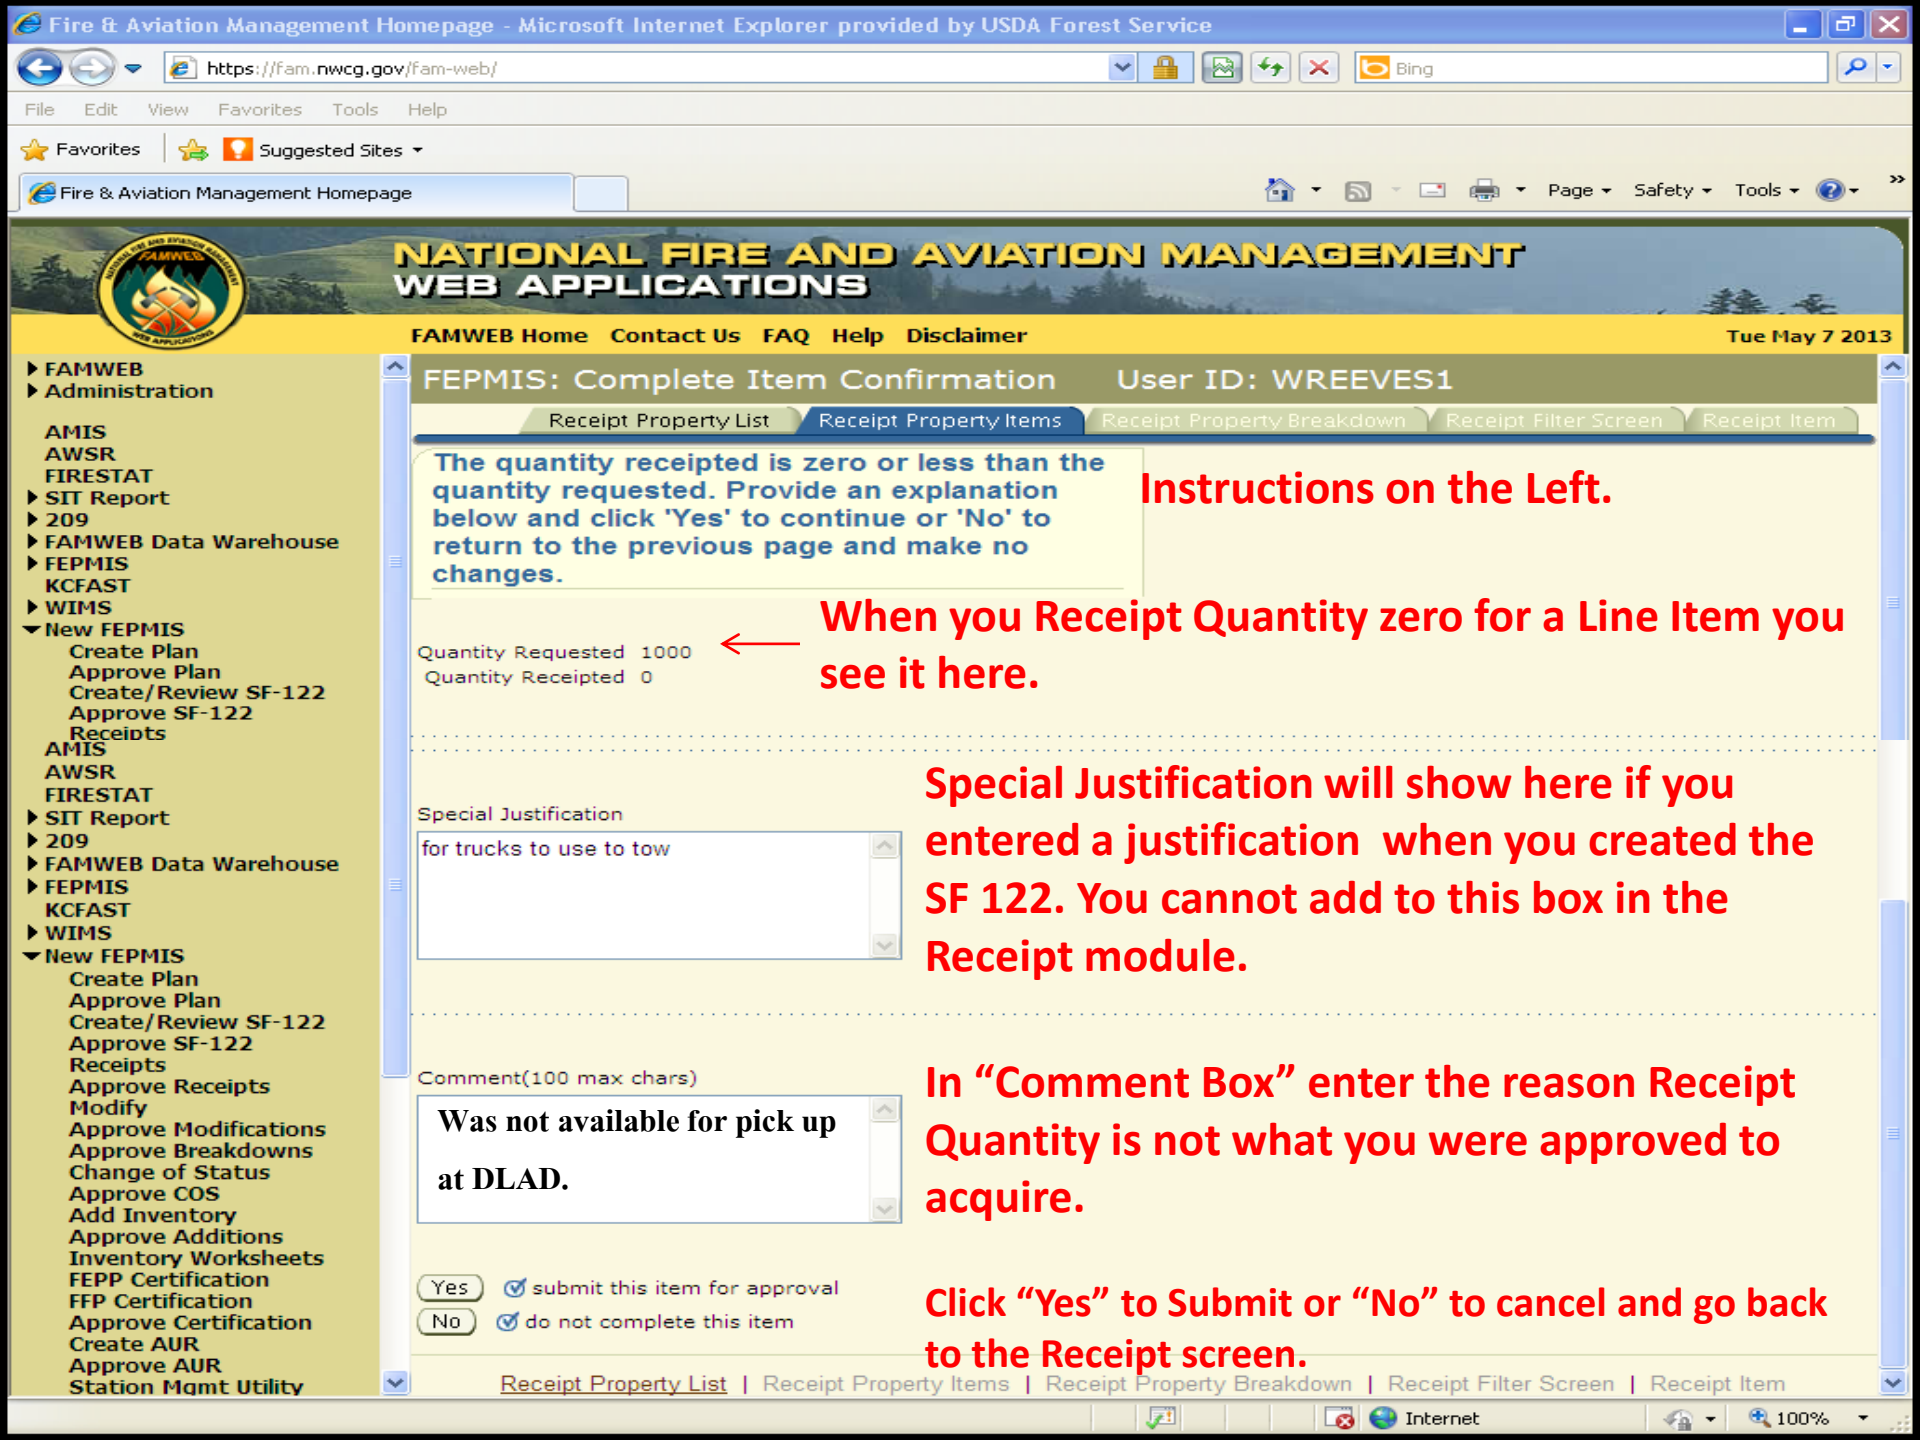 Fire & Aviation Management Homepage - Microsoft Internet Explorer provided by USDA Forest Service
https://fam.nwcg.gov/fam-web/
Bing
File Edit View Favorites Tools Help
Favorites Suggested Sites
Fire & Aviation Management Homepage
Page Safety Tools
NATIONAL FIRE AND AVIATION MANAGEMENT
WEB APPLICATIONS
FAMWEB
WEB APPLICATIONS
FAMWEB Home Contact Us FAQ Help Disclaimer
Tue May 7 2013
FAMWEB
Administration
AMIS
AWSR
FIRESTAT
SIT Report
209
FAMWEB Data Warehouse
FEPMIS
KCFAST
WIMS
New FEPMIS
Create Plan
Approve Plan
Create/Review SF-122
Approve SF-122
Receipts
AMIS
AWSR
FIRESTAT
SIT Report
209
FAMWEB Data Warehouse
FEPMIS
KCFAST
WIMS
New FEPMIS
Create Plan
Approve Plan
Create/Review SF-122
Approve SF-122
Receipts
Approve Receipts
Modify
Approve Modifications
Approve Breakdowns
Change of Status
Approve COS
Add Inventory
Approve Additions
Inventory Worksheets
FEPP Certification
FFP Certification
Approve Certification
Create AUR
Approve AUR
Station Mgmt Utility
FEPMIS: Complete Item Confirmation User ID: WREEVES1
Receipt Property List Receipt Property Items Receipt Property Breakdown Receipt Filter Screen Receipt Item
The quantity receipted is zero or less than the
quantity requested. Provide an explanation
below and click 'Yes' to continue or 'No' to
return to the previous page and make no
changes.
Instructions on the Left.
Quantity Requested 1000
Quantity Receipted 0
When you Receipt Quantity zero for a Line Item you
see it here.
Special Justification
for trucks to use to tow
Special Justification will show here if you
entered a justification when you created the
SF 122. You cannot add to this box in the
Receipt module.
Comment(100 max chars)
Was not available for pick up
at DLAD.
In “Comment Box” enter the reason Receipt
Quantity is not what you were approved to
acquire.
Yes submit this item for approval
No do not complete this item
Click “Yes” to Submit or “No” to cancel and go back
to the Receipt screen.
Receipt Property List | Receipt Property Items | Receipt Property Breakdown | Receipt Filter Screen | Receipt Item
Internet
100%